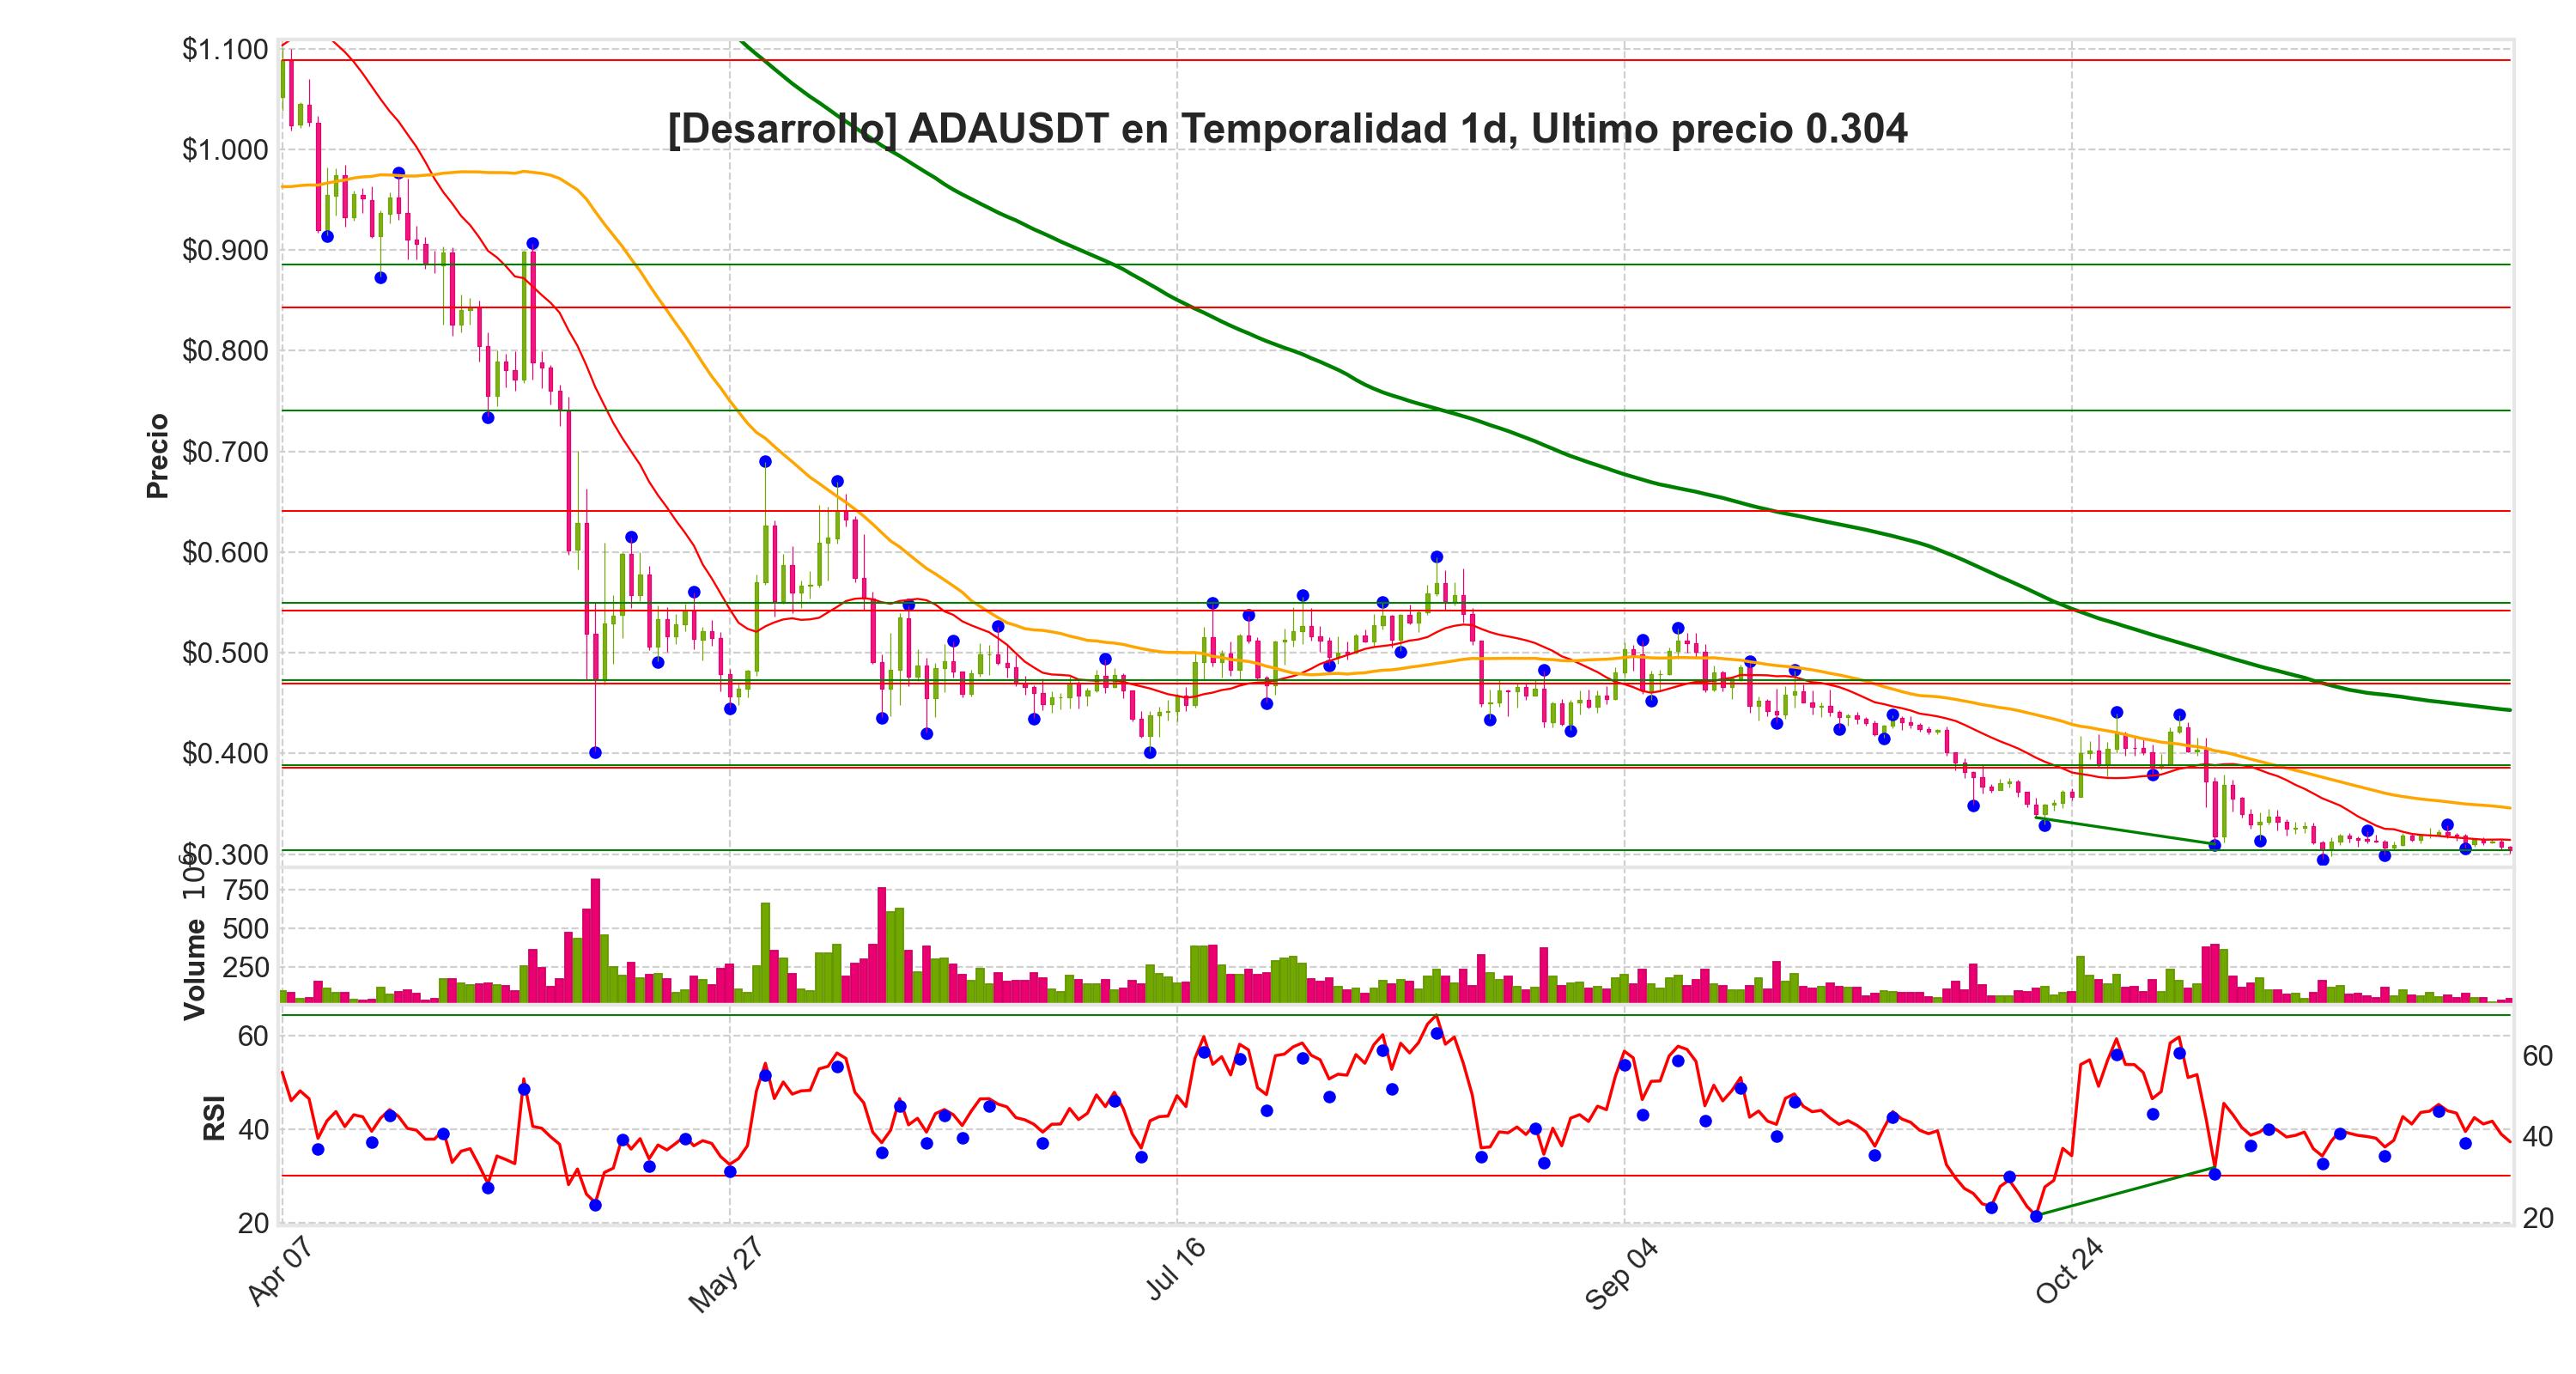 [Desarrollo] ADAUSDT en Temporalidad 1d, Ultimo precio 0.304
Precio
$1.100
$1.000
$0.900
$0.800
$0.700
$0.600
$0.500
$0.400
$0.300
Volume 10⁶
750
500
250
RSI
60
40
20
60
40
20
Apr 07
May 27
Jul 16
Sep 04
Oct 24